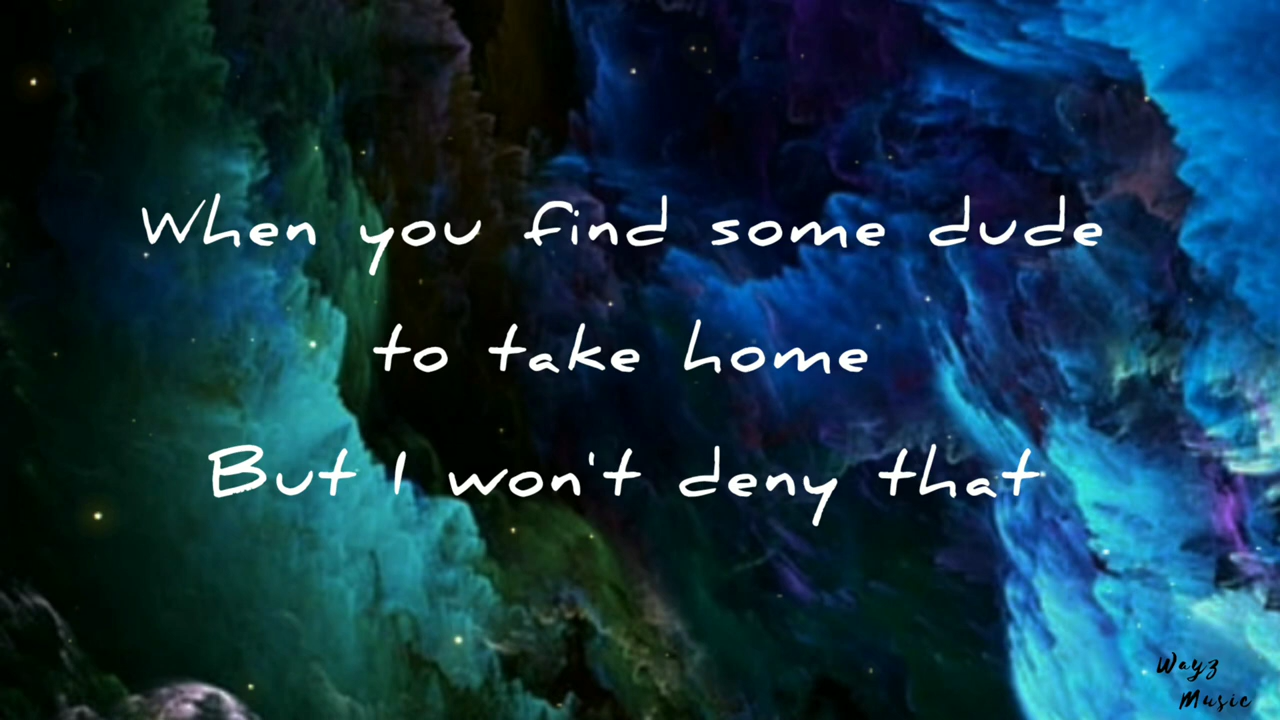 When you find some dude
to take home
But I won't deny that
Wayz
Music